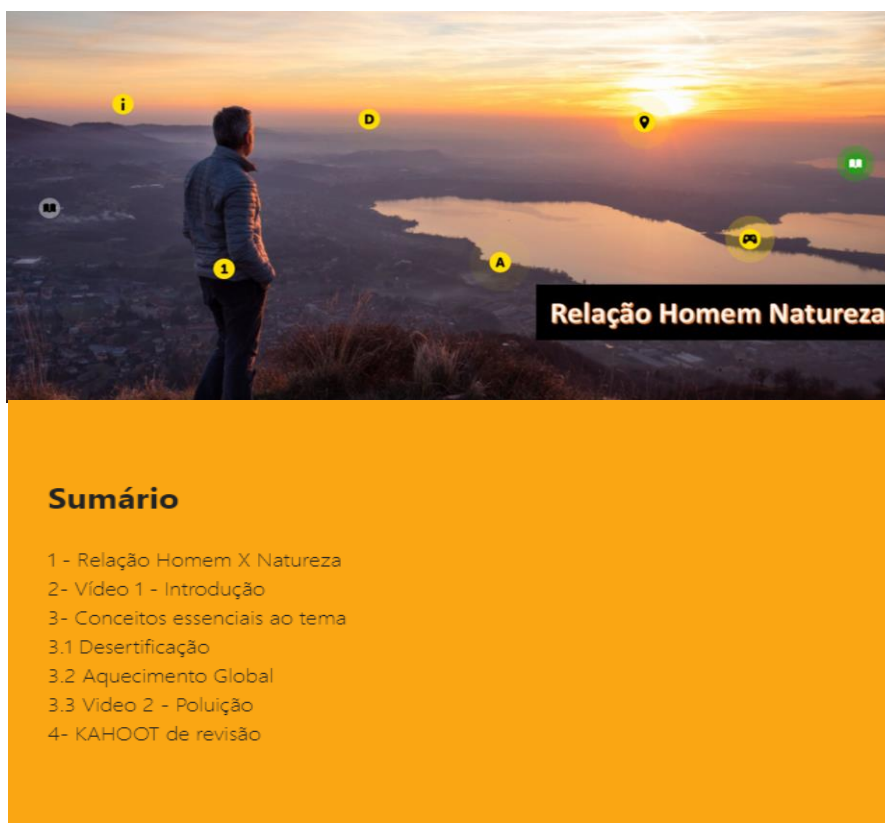 i
D
1
A
Relação Homem Natureza
Sumário
1 - Relação Homem X Natureza
2- Vídeo 1 - Introdução
3- Conceitos essenciais ao tema
3.1 Desertificação
3.2 Aquecimento Global
3.3 Video 2 - Poluição
4- KAHOOT de revisão